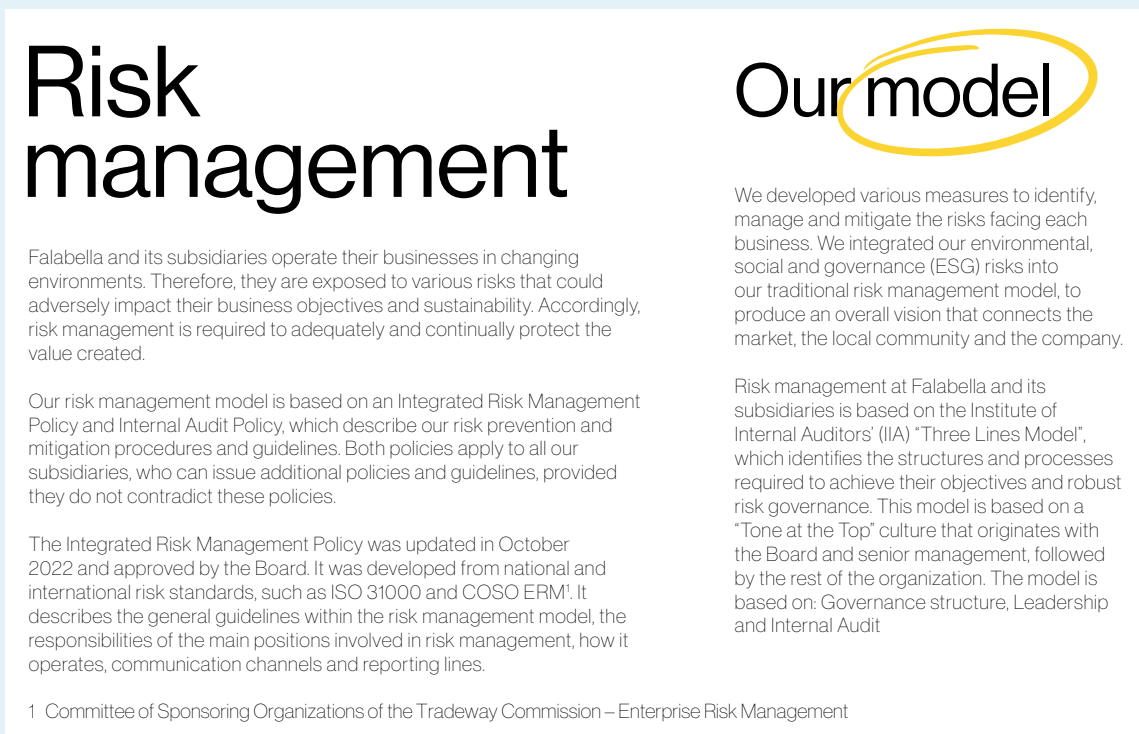 Risk
management
Falabella and its subsidiaries operate their businesses in changing
environments. Therefore, they are exposed to various risks that could
adversely impact their business objectives and sustainability. Accordingly,
risk management is required to adequately and continually protect the
value created.
Our risk management model is based on an Integrated Risk Management
Policy and Internal Audit Policy, which describe our risk prevention and
mitigation procedures and guidelines. Both policies apply to all our
subsidiaries, who can issue additional policies and guidelines, provided
they do not contradict these policies.
The Integrated Risk Management Policy was updated in October
2022 and approved by the Board. It was developed from national and
international risk standards, such as ISO 31000 and COSO ERM¹. It
describes the general guidelines within the risk management model, the
responsibilities of the main positions involved in risk management, how it
operates, communication channels and reporting lines.
Our model
We developed various measures to identify,
manage and mitigate the risks facing each
business. We integrated our environmental,
social and governance (ESG) risks into
our traditional risk management model, to
produce an overall vision that connects the
market, the local community and the company.
Risk management at Falabella and its
subsidiaries is based on the Institute of
Internal Auditors’ (IIA) “Three Lines Model”,
which identifies the structures and processes
required to achieve their objectives and robust
risk governance. This model is based on a
“Tone at the Top” culture that originates with
the Board and senior management, followed
by the rest of the organization. The model is
based on: Governance structure, Leadership
and Internal Audit
1 Committee of Sponsoring Organizations of the Tradeway Commission – Enterprise Risk Management